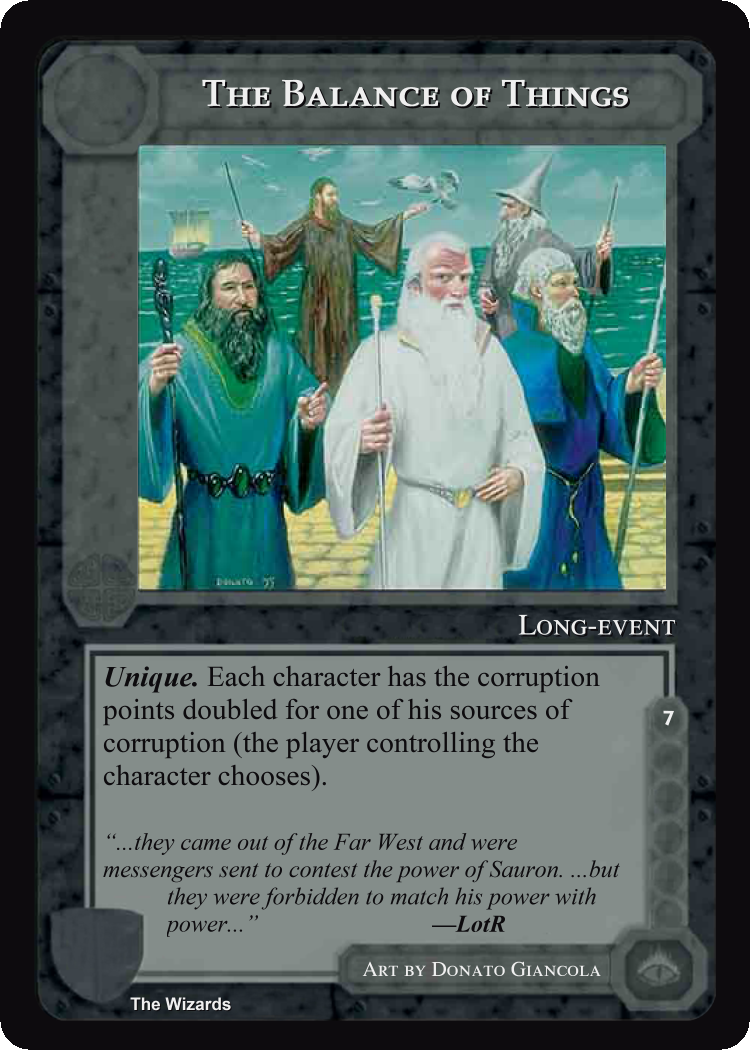 The Balance of Things
DONATO '95
Long-event
Unique. Each character has the corruption
points doubled for one of his sources of
corruption (the player controlling the
character chooses).
7
“...they came out of the Far West and were
messengers sent to contest the power of Sauron. ...but
they were forbidden to match his power with
power...” —LotR
Art by Donato Giancola
The Wizards